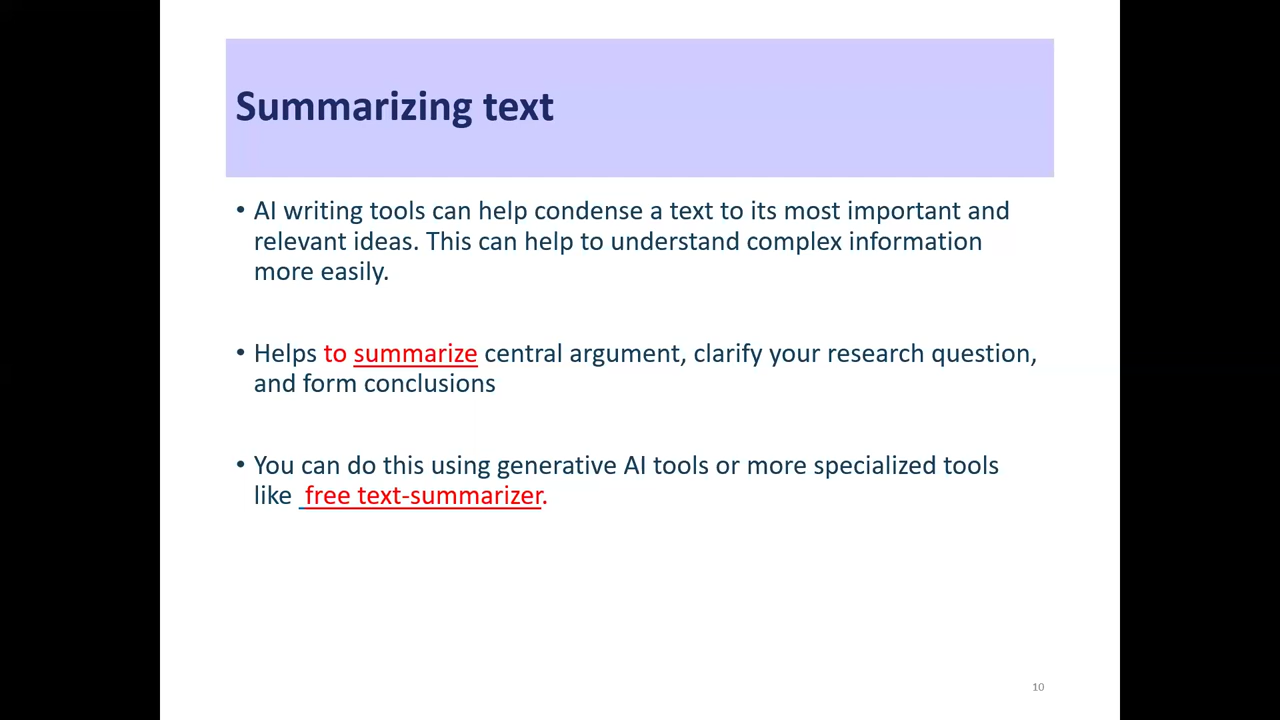 Summarizing text
• AI writing tools can help condense a text to its most important and
relevant ideas. This can help to understand complex information
more easily.
• Helps to summarize central argument, clarify your research question,
and form conclusions
• You can do this using generative AI tools or more specialized tools
like free text-summarizer.
10